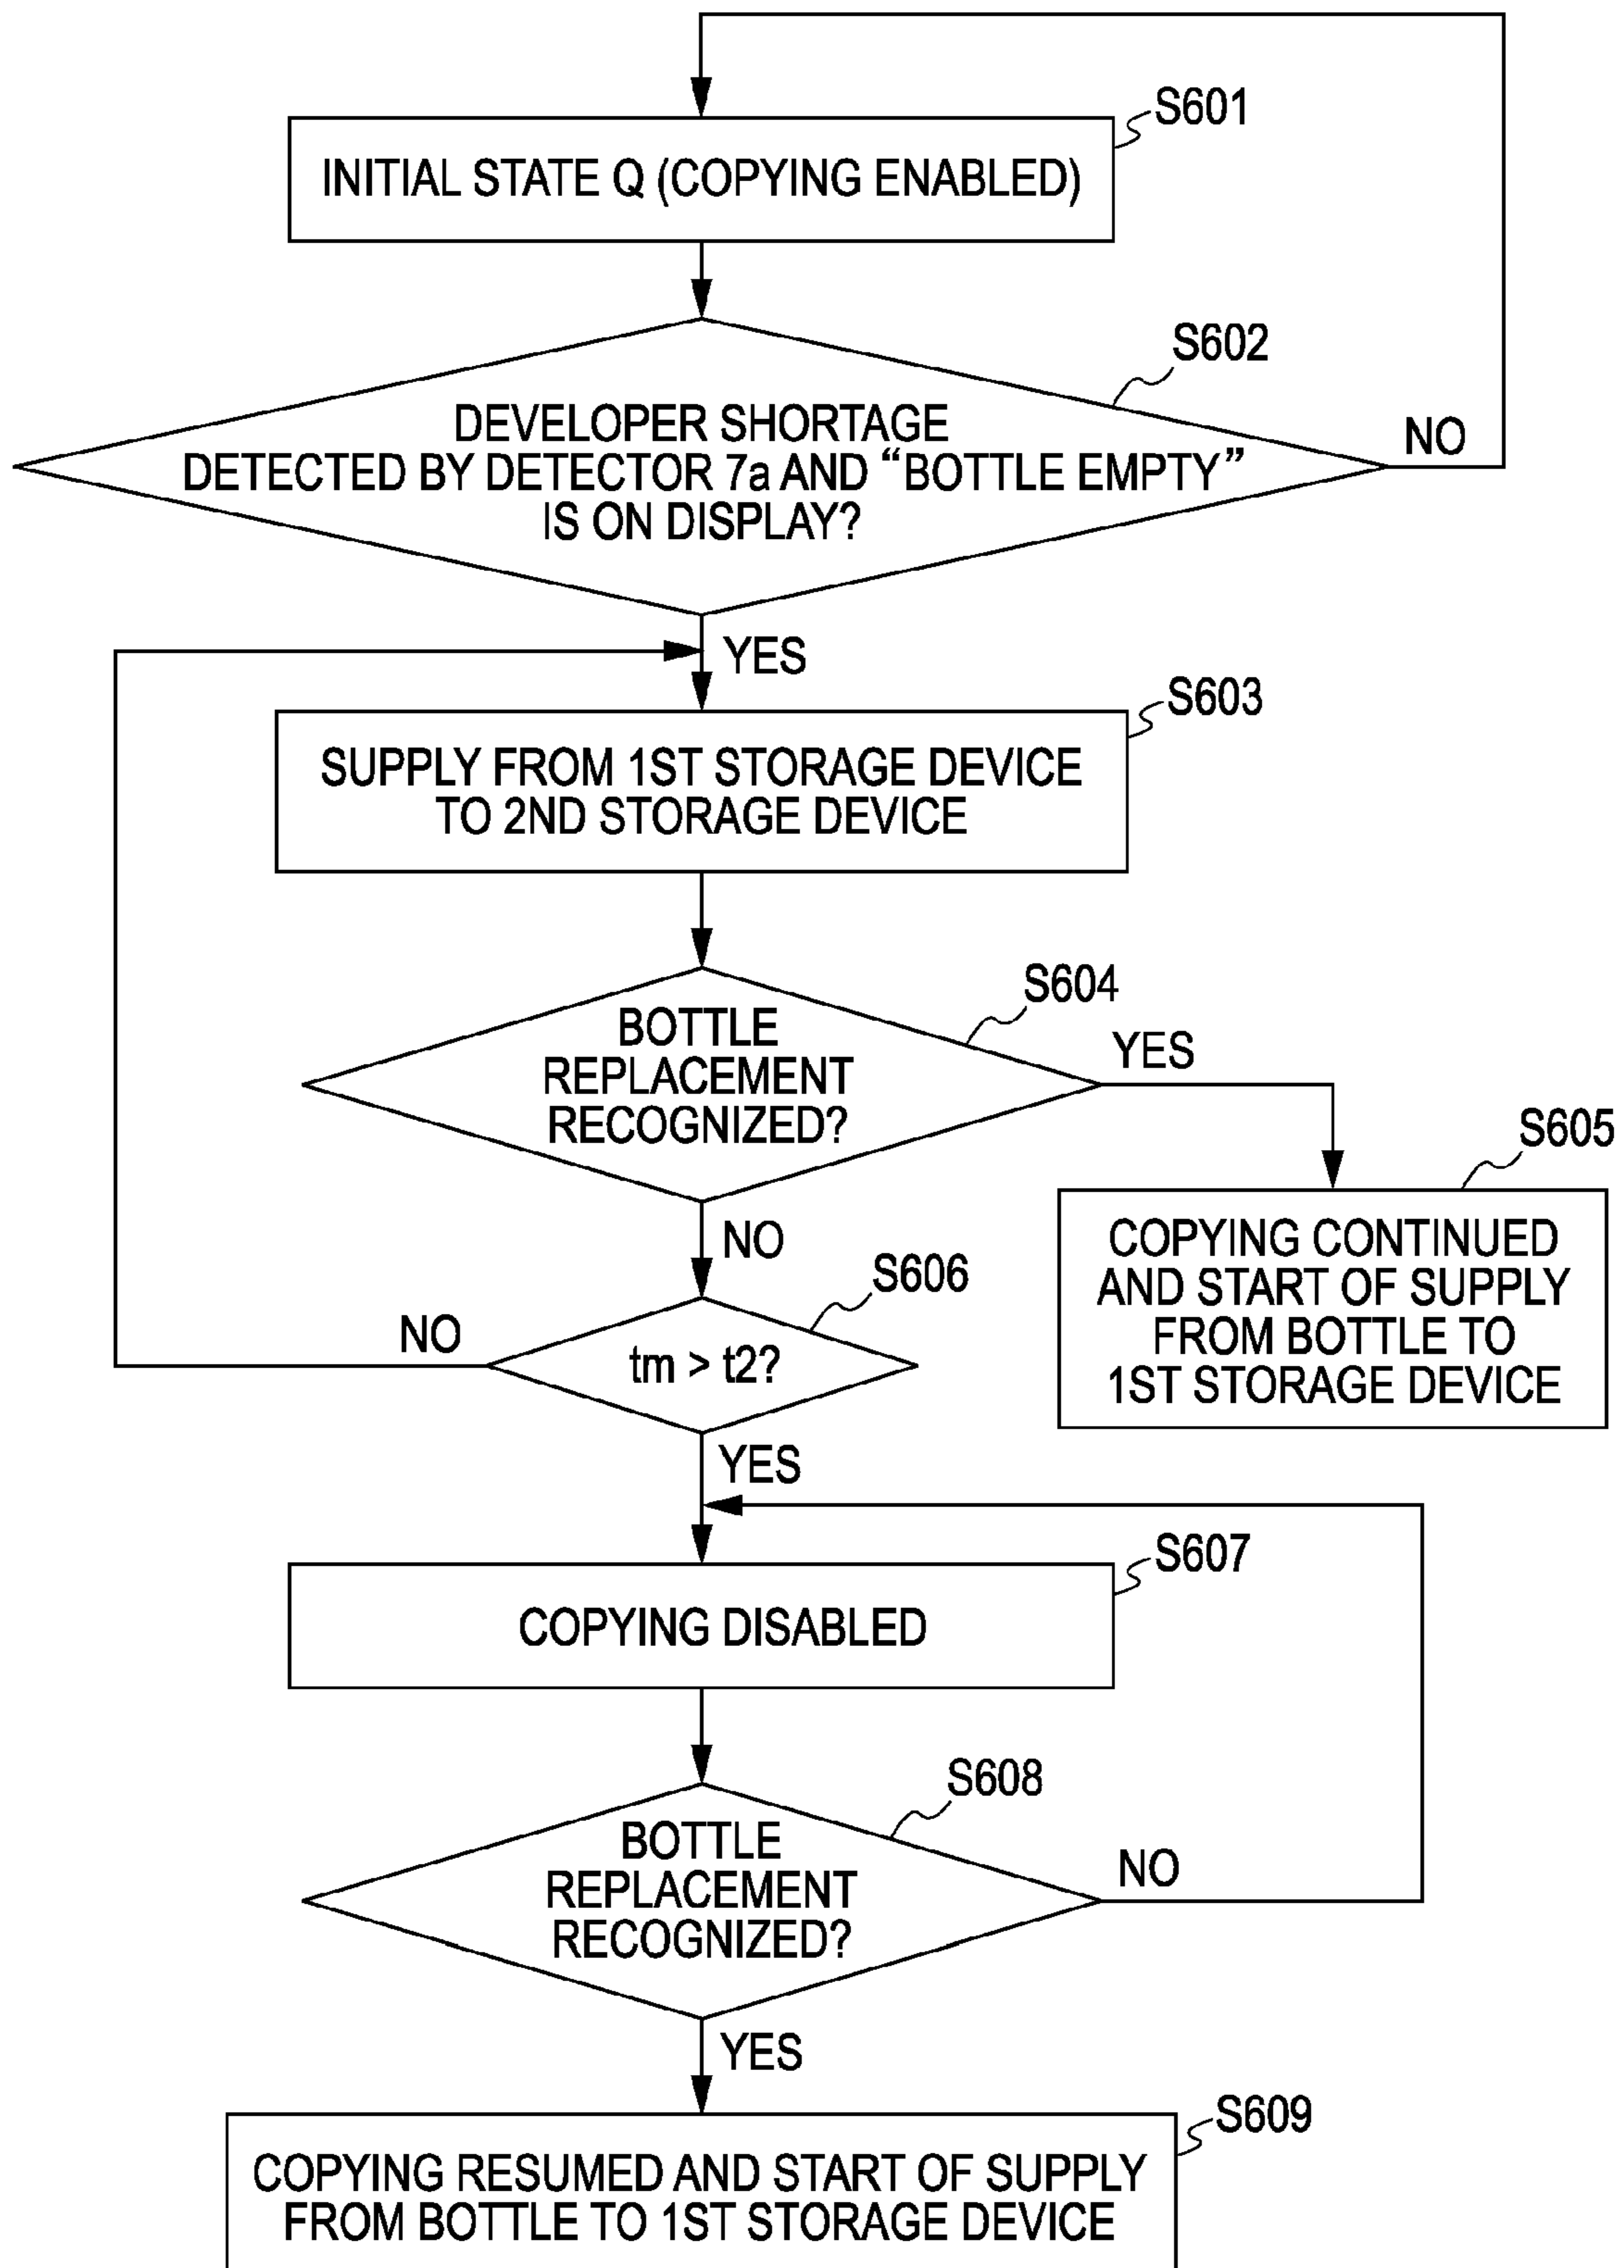 S601
INITIAL STATE Q (COPYING ENABLED)
S602
DEVELOPER SHORTAGE
DETECTED BY DETECTOR 7a AND “BOTTLE EMPTY”
IS ON DISPLAY?
NO
YES
S603
SUPPLY FROM 1ST STORAGE DEVICE
TO 2ND STORAGE DEVICE
S604
BOTTLE
REPLACEMENT
RECOGNIZED?
YES
S605
COPYING CONTINUED
AND START OF SUPPLY
FROM BOTTLE TO
1ST STORAGE DEVICE
NO
S606
tm > t2?
NO
YES
S607
COPYING DISABLED
S608
BOTTLE
REPLACEMENT
RECOGNIZED?
NO
YES
S609
COPYING RESUMED AND START OF SUPPLY
FROM BOTTLE TO 1ST STORAGE DEVICE